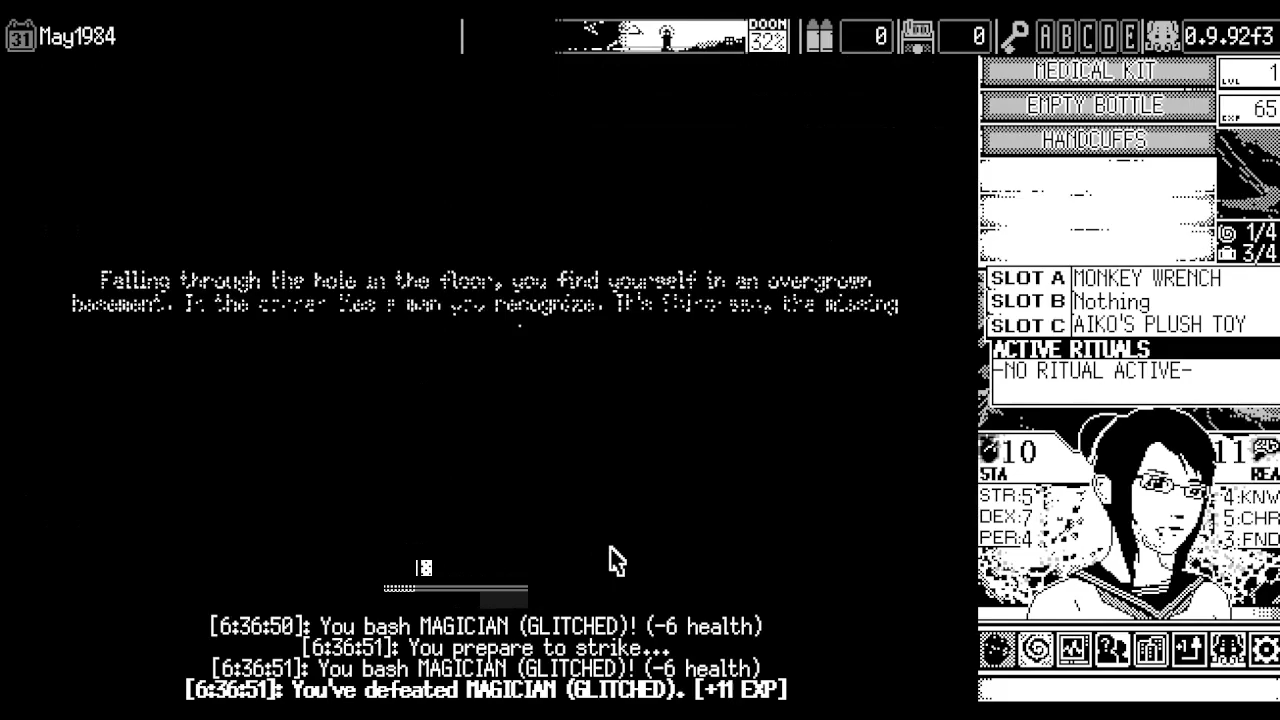 31 May1984
DOOM
32%
0
0
A B C D E
0.9.92f3
MEDICAL KIT
LVL 1
EMPTY BOTTLE
EXP 65
HANDCUFFS
1/4
3/4
Falling through the hole in the floor, you find yourself in an overgrown
basement. In the corner lies a man you recognize. It's the missing
SLOT A MONKEY WRENCH
SLOT B Nothing
SLOT C AIKO'S PLUSH TOY
ACTIVE RITUALS
-NO RITUAL ACTIVE-
10
11
STA
REA
STR:5
4:KNW
DEX:7
5:CHR
PER:4
3:FND
[6:36:50]: You bash MAGICIAN (GLITCHED)! (-6 health)
[6:36:51]: You prepare to strike...
[6:36:51]: You bash MAGICIAN (GLITCHED)! (-6 health)
[6:36:51]: You've defeated MAGICIAN (GLITCHED). [+11 EXP]